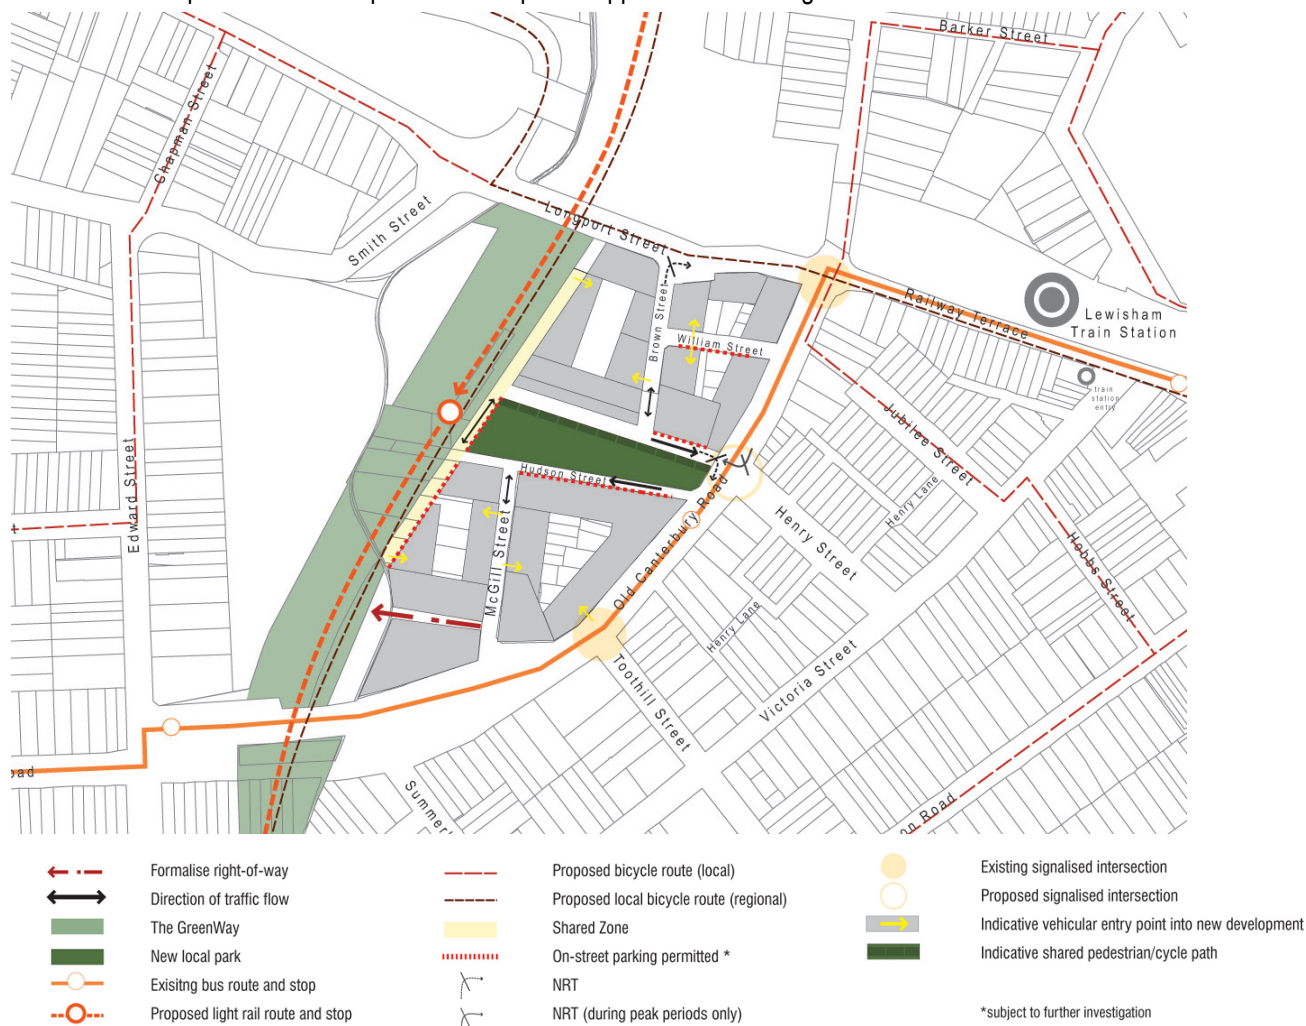 Barker Street
Chapman Street
Smith Street
Longport Street
Railway Terrace
Lewisham
Train Station
train
station
entry
Brown Street
William Street
Jubilee Street
Henry Lane
Hobbs Street
Hudson Street
McGill Street
Old Canterbury Road
Henry Street
Henry Lane
Victoria Street
Toothill Street
Edward Street
oad
Summer
on Road
Formalise right-of-way
Direction of traffic flow
The GreenWay
New local park
Exisitng bus route and stop
Proposed light rail route and stop
Proposed bicycle route (local)
Proposed local bicycle route (regional)
Shared Zone
On-street parking permitted *
NRT
NRT (during peak periods only)
Existing signalised intersection
Proposed signalised intersection
Indicative vehicular entry point into new development
Indicative shared pedestrian/cycle path
*subject to further investigation